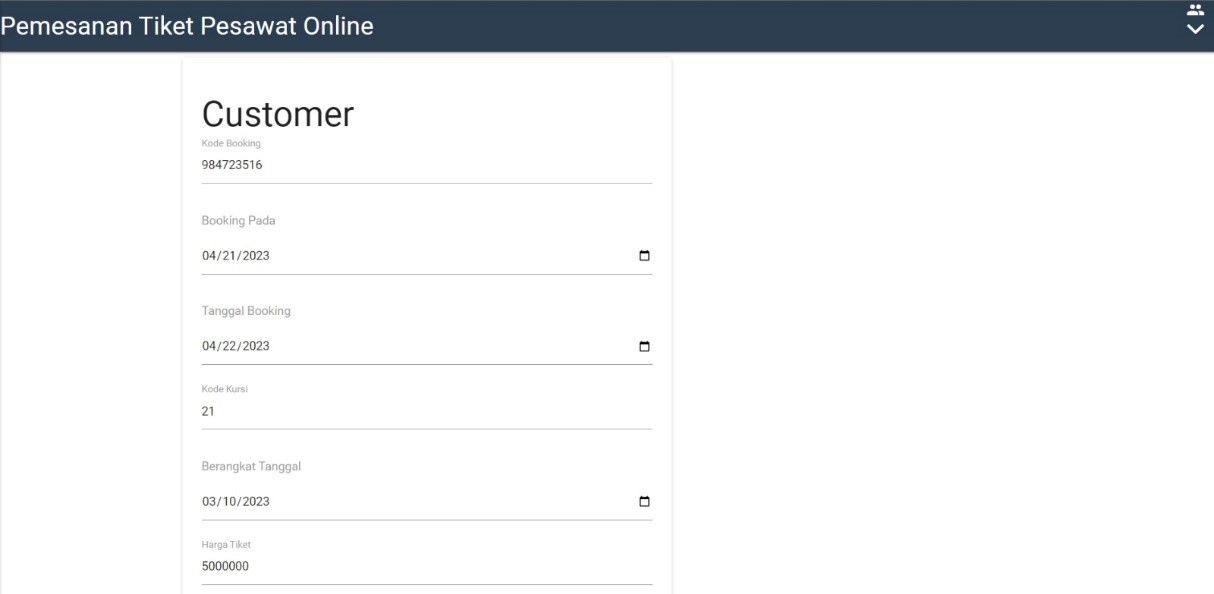 Pemesanan Tiket Pesawat Online
Customer
Kode Booking
984723516
Booking Pada
04/21/2023
Tanggal Booking
04/22/2023
Kode Kursi
21
Berangkat Tanggal
03/10/2023
Harga Tiket
5000000